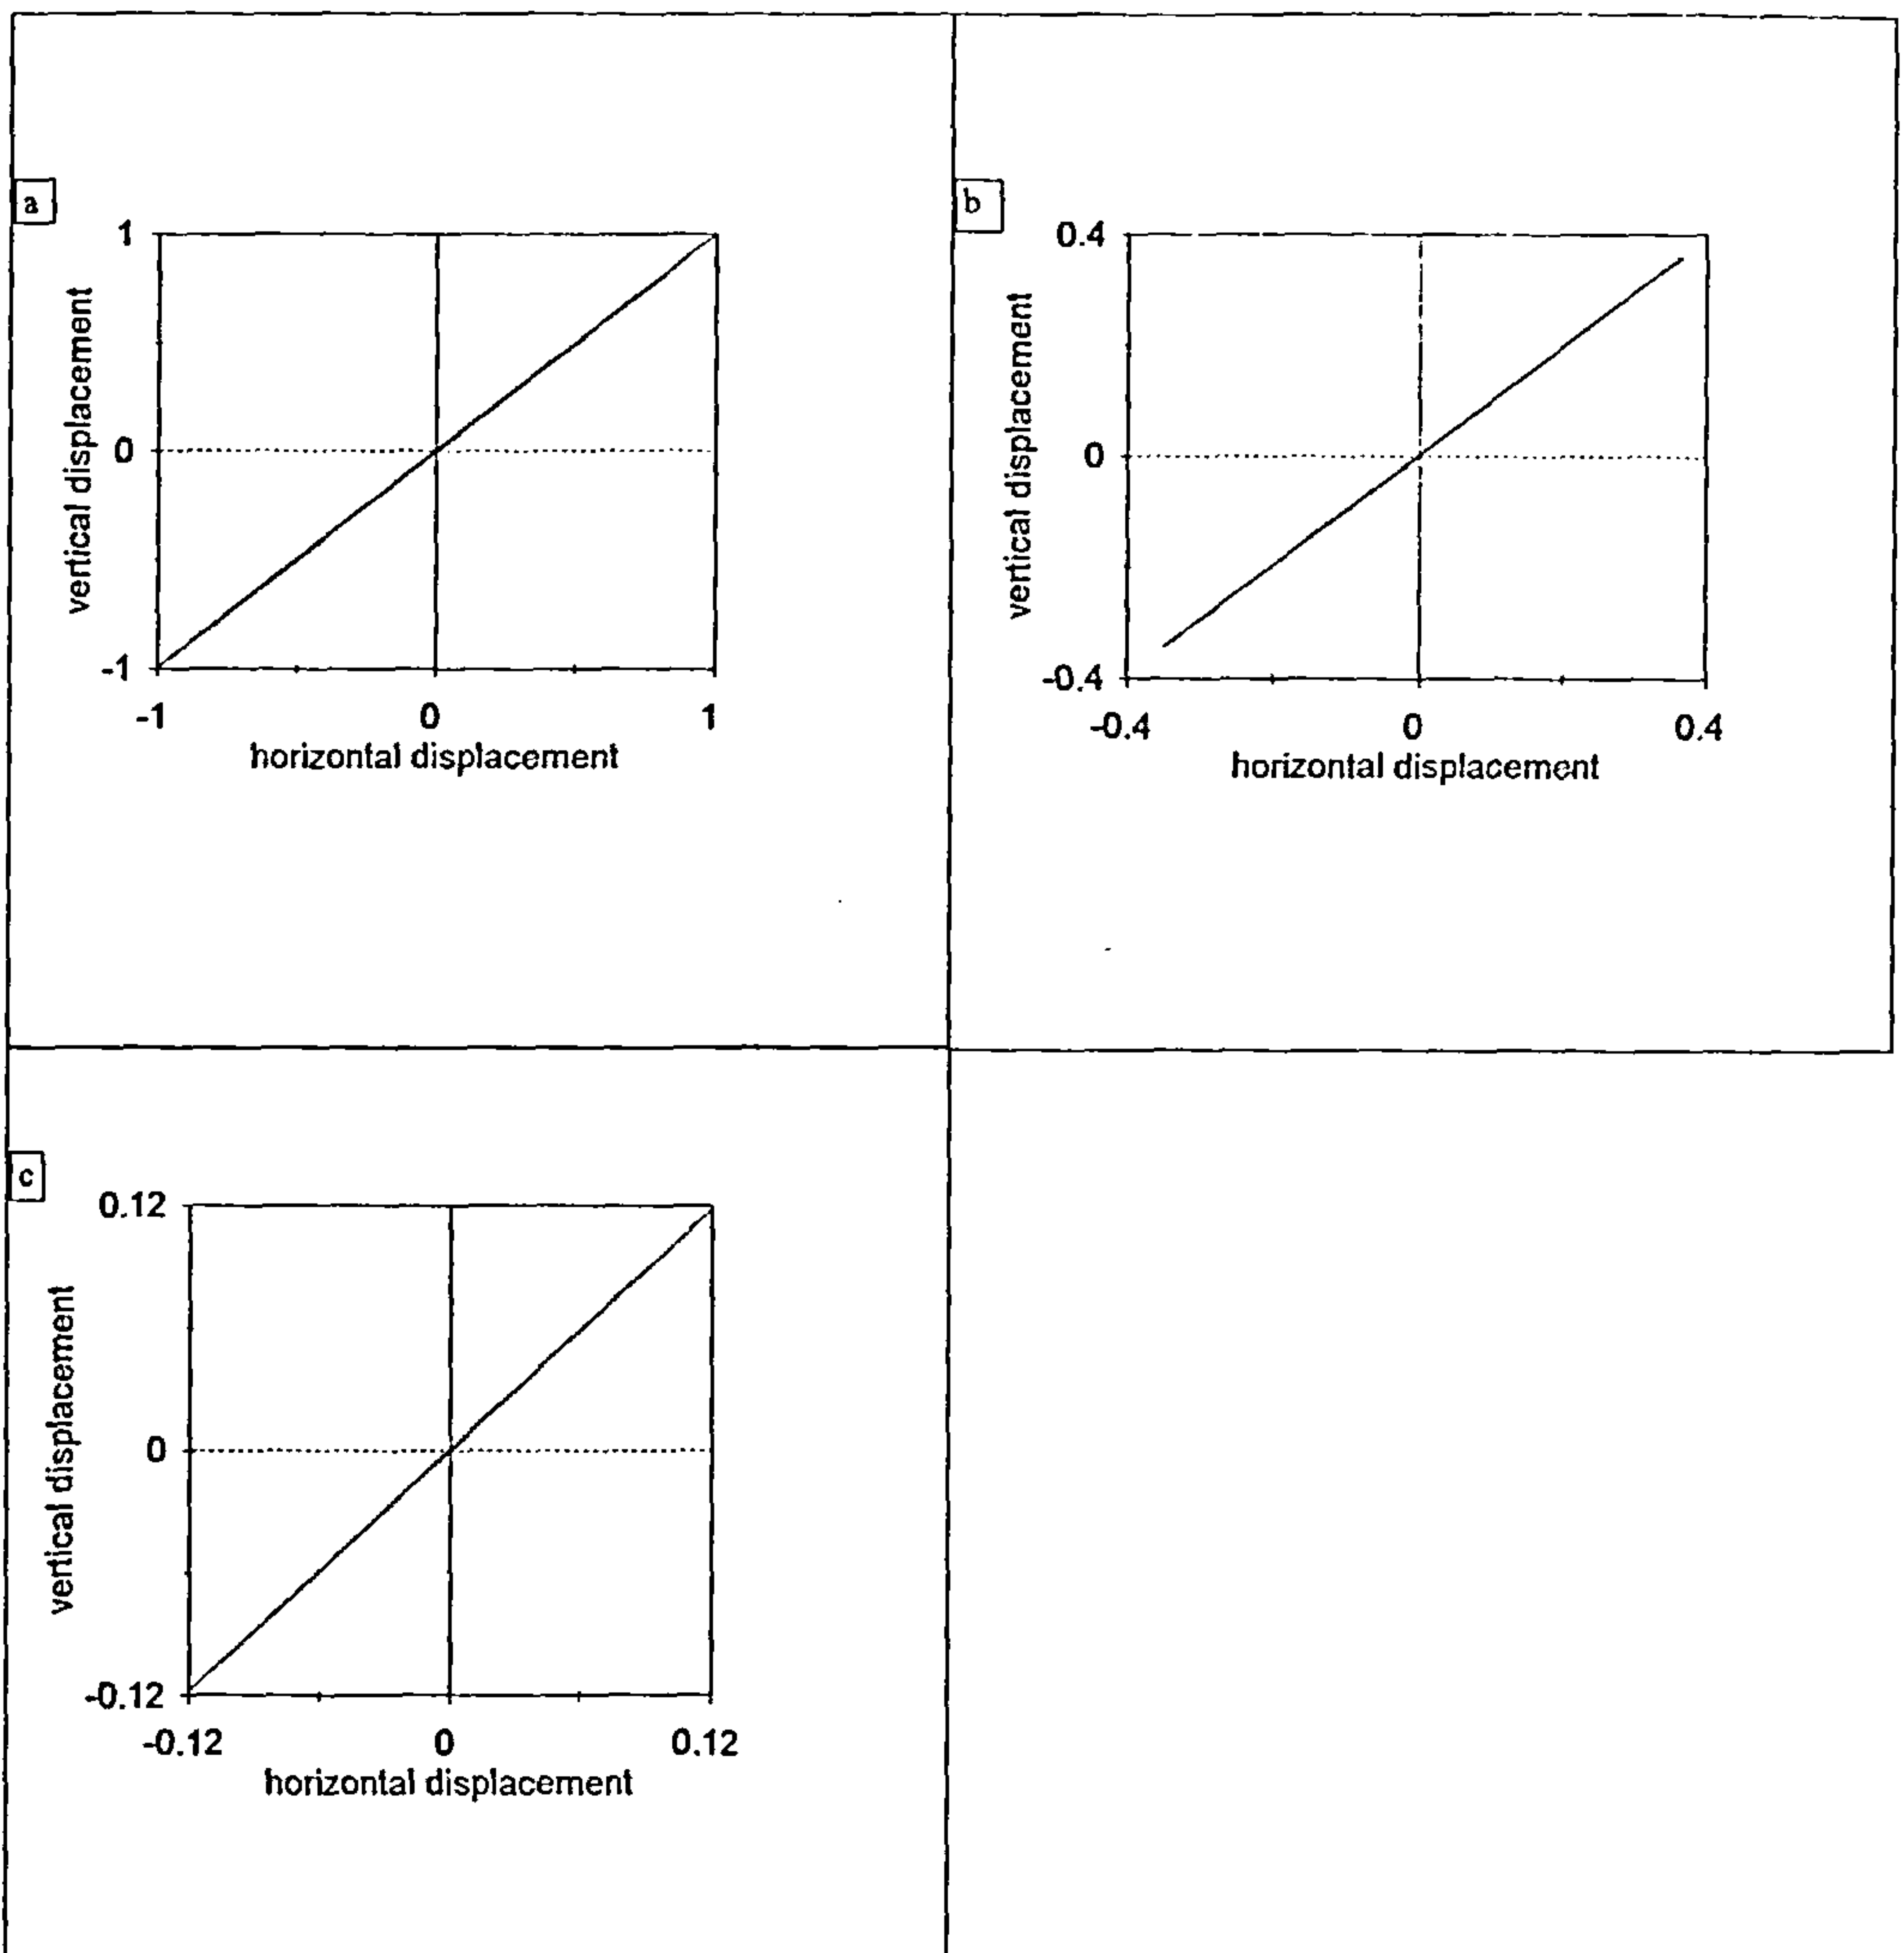 a
1
0
-1
vertical displacement
-1 0 1
horizontal displacement
b
0.4
0
-0.4
vertical displacement
-0.4 0 0.4
horizontal displacement
c
0.12
0
-0.12
vertical displacement
-0.12 0 0.12
horizontal displacement